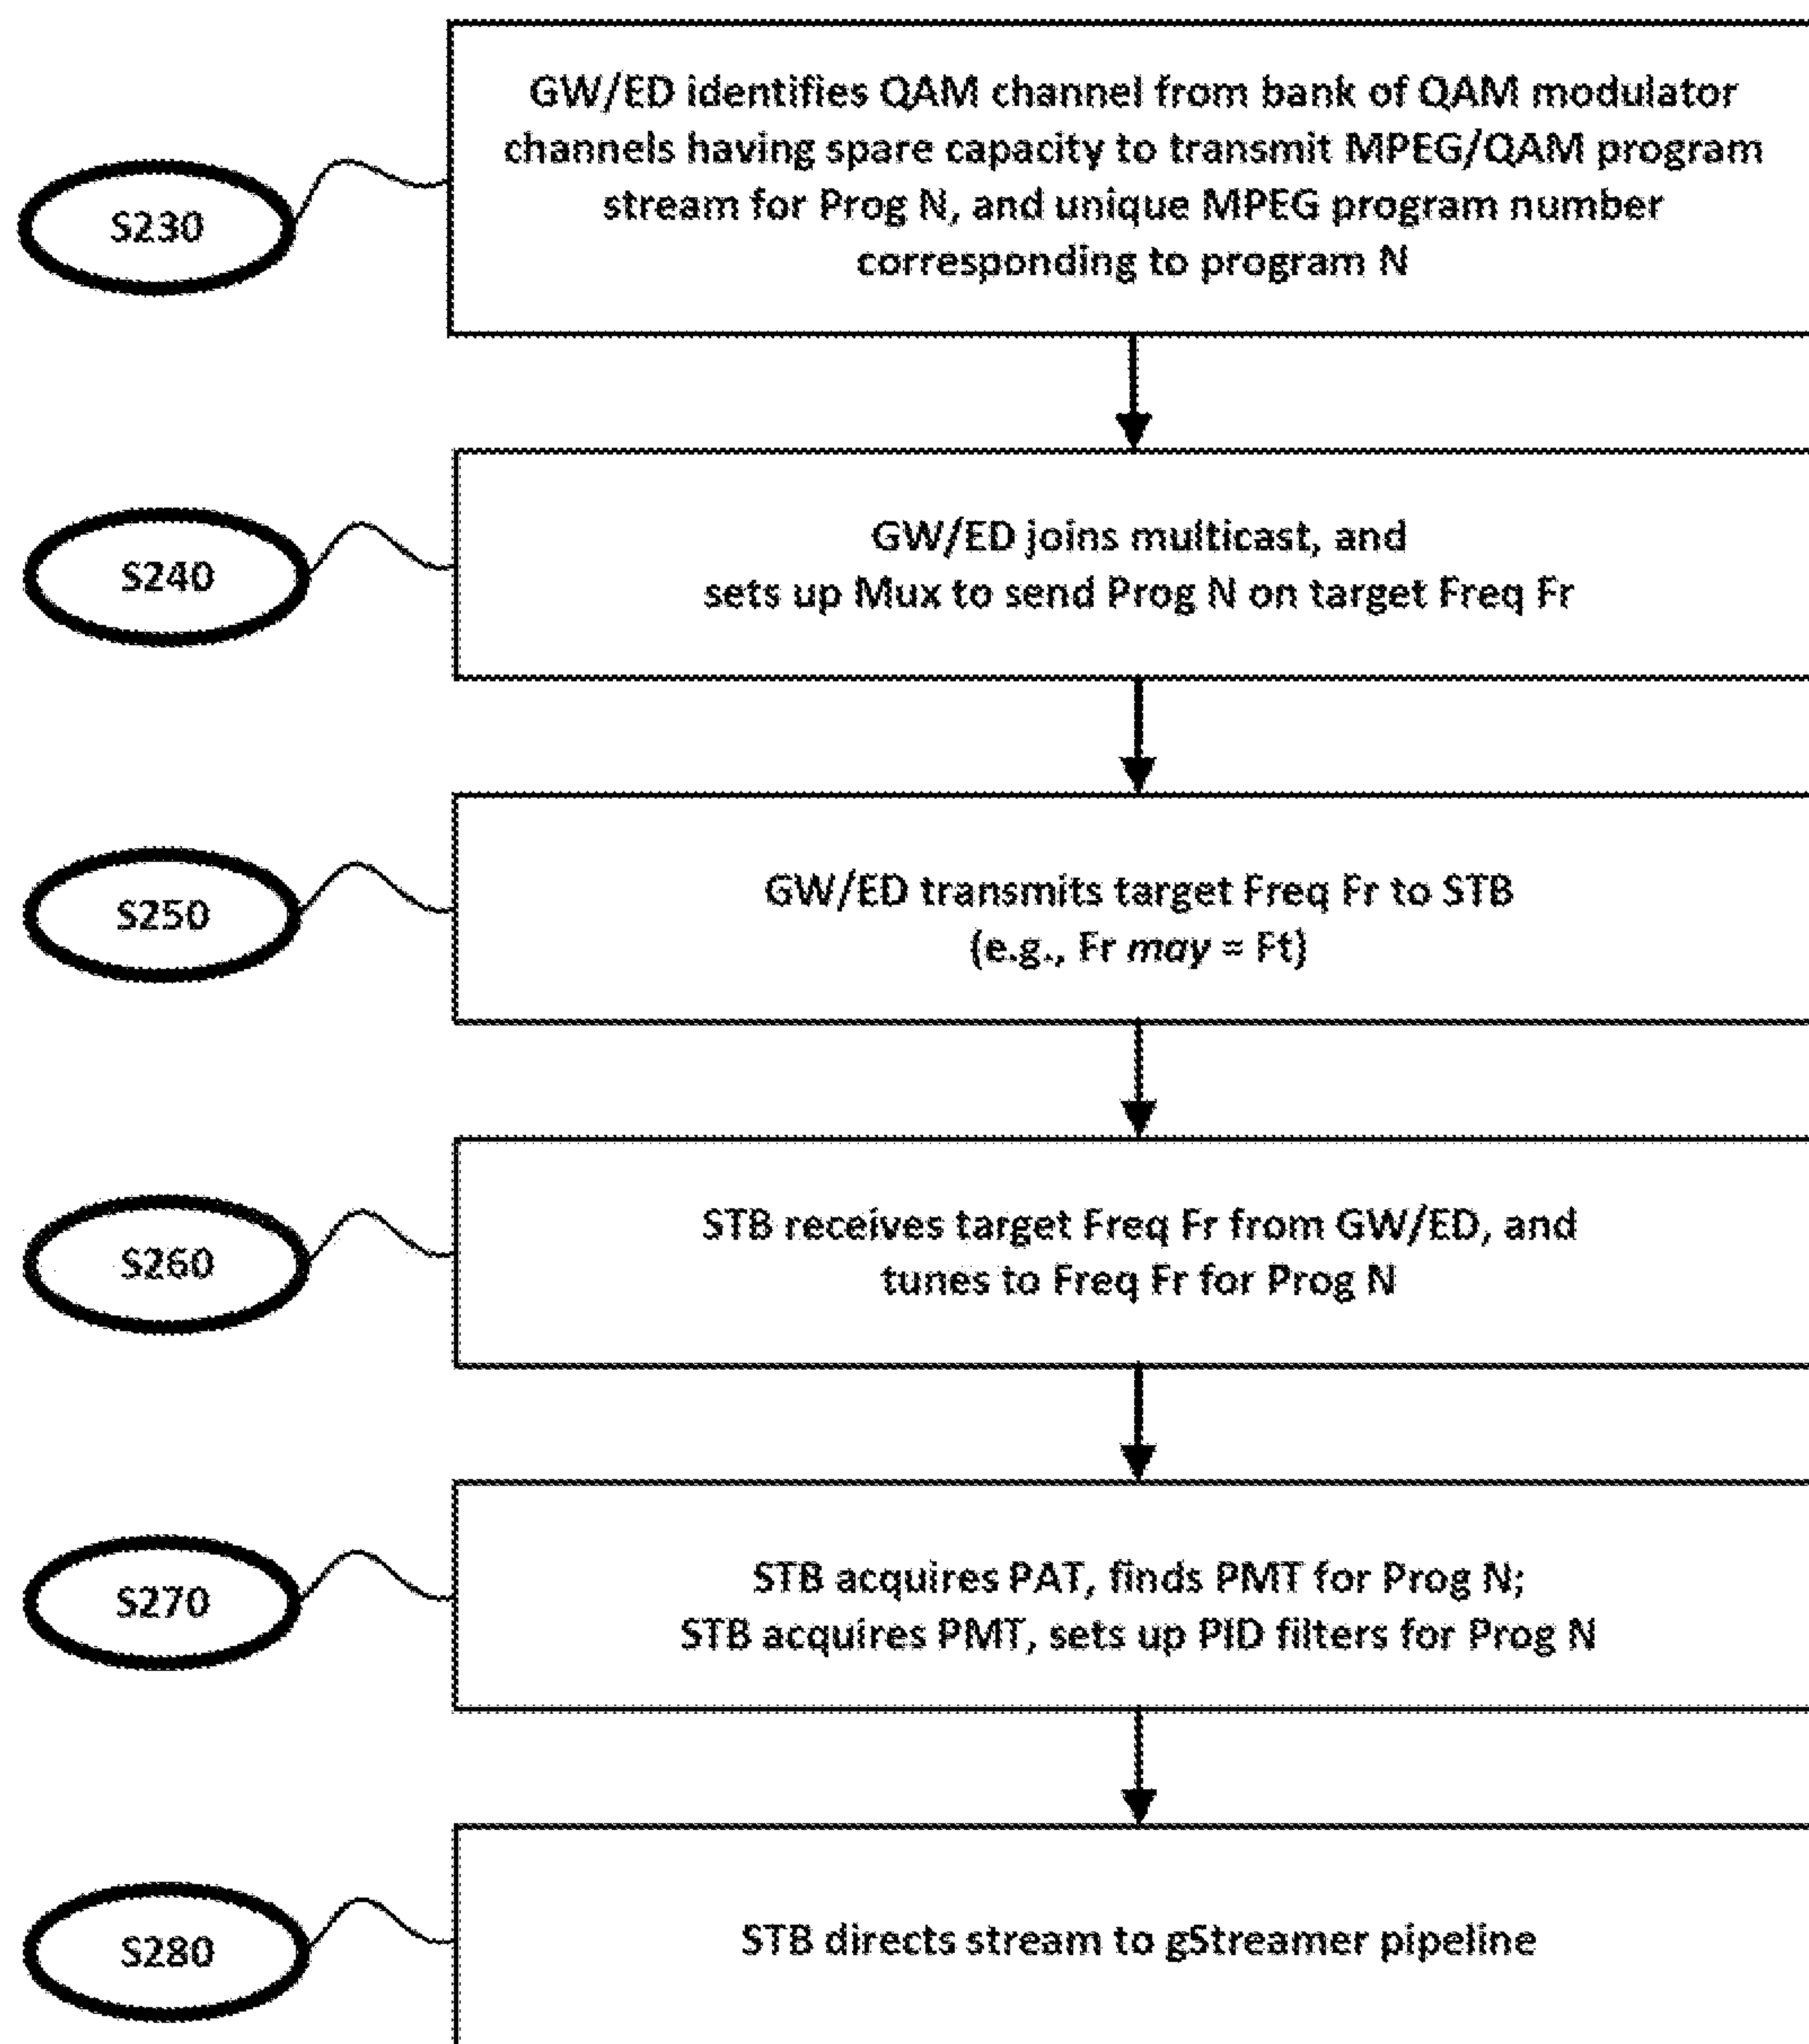 S230
GW/ED identifies QAM channel from bank of QAM modulator
channels having spare capacity to transmit MPEG/QAM program
stream for Prog N, and unique MPEG program number
corresponding to program N
S240
GW/ED joins multicast, and
sets up Mux to send Prog N on target Freq Fr
S250
GW/ED transmits target Freq Fr to STB
(e.g., Fr may = Ft)
S260
STB receives target Freq Fr from GW/ED, and
tunes to Freq Fr for Prog N
S270
STB acquires PAT, finds PMT for Prog N;
STB acquires PMT, sets up PID filters for Prog N
S280
STB directs stream to gStreamer pipeline